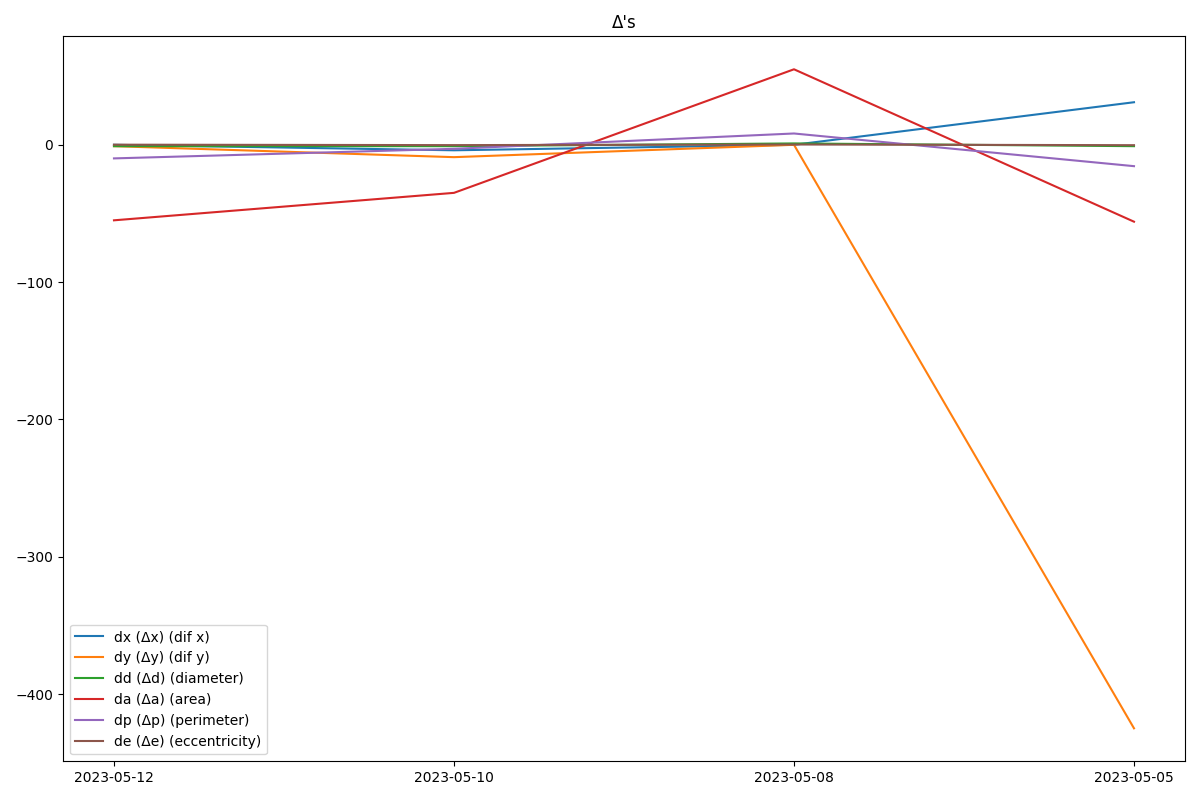 Δ's
0
−100
−200
−300
−400
dx (Δx) (dif x)
dy (Δy) (dif y)
dd (Δd) (diameter)
da (Δa) (area)
dp (Δp) (perimeter)
de (Δe) (eccentricity)
2023-05-12 2023-05-10 2023-05-08 2023-05-05